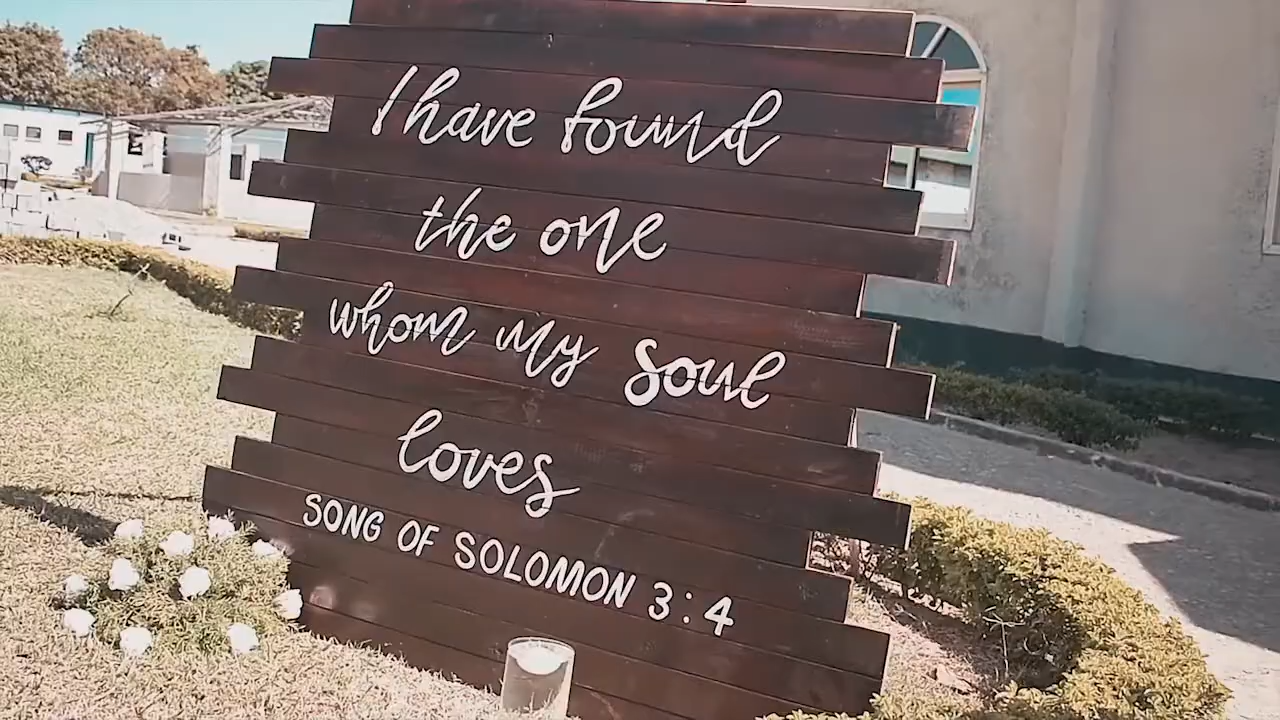 I have found
the one
whom my soul
loves
SONG OF SOLOMON 3:4